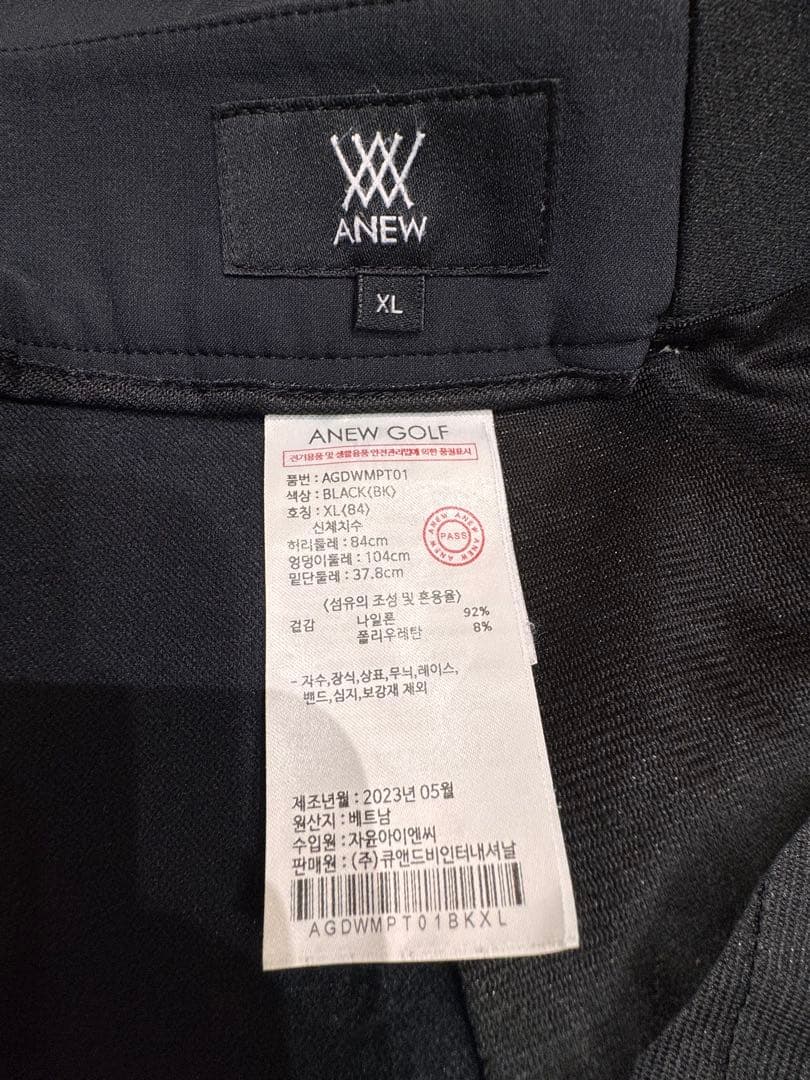 ANEW
XL
ANEW GOLF
전기용품 및 생활용품 안전관리법에 의한 품질표시
품번 : AGDWMPT01
색상 : BLACK(BK)
호칭 : XL(84)
신체치수
허리둘레 : 84cm
엉덩이둘레 : 104cm
밑단둘레 : 37.8cm
ANEW ANEW ANEW ANEW
PASS
<섬유의 조성 및 혼용율>
겉감 나일론 92%
폴리우레탄 8%
- 자수,장식,상표,무늬,레이스,
밴드,심지,보강재 제외
제조년월 : 2023년 05월
원산지 : 베트남
수입원 : 자윤아이엔씨
판매원 : (주)큐앤드비인터내셔날
AGDWMPT01BKXL